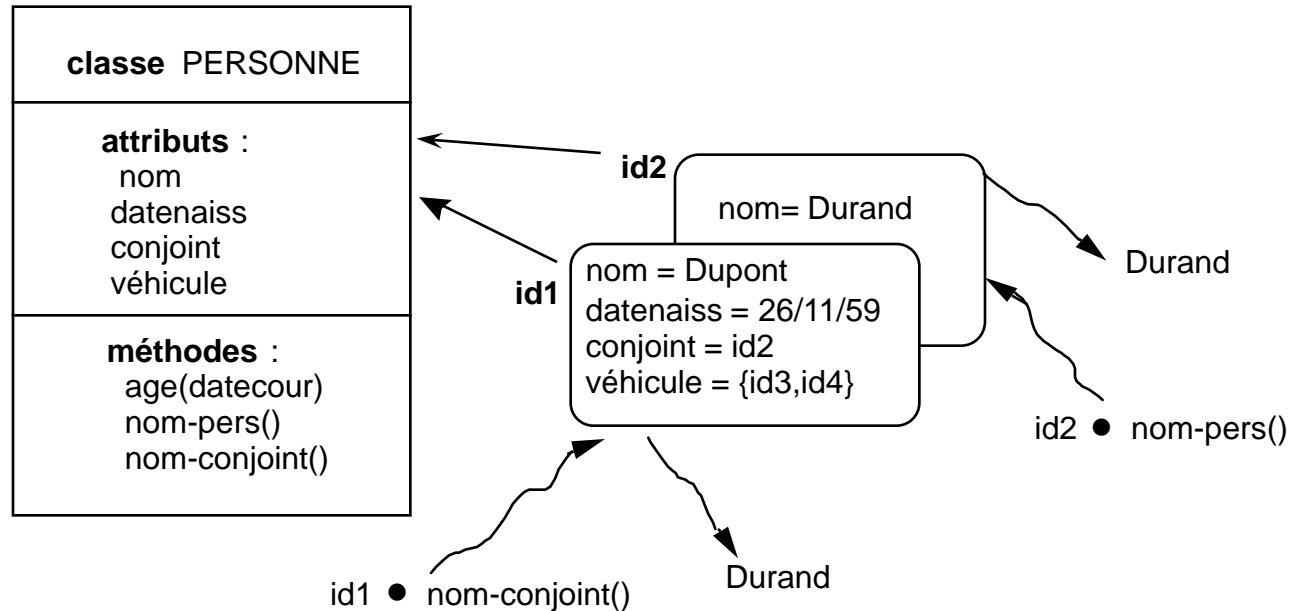 classe PERSONNE
attributs :
nom
datenaiss
conjoint
véhicule
méthodes :
age(datecour)
nom-pers()
nom-conjoint()
id2
nom= Durand
id1
nom = Dupont
datenaiss = 26/11/59
conjoint = id2
véhicule = {id3,id4}
Durand
id2 ● nom-pers()
id1 ● nom-conjoint()
Durand